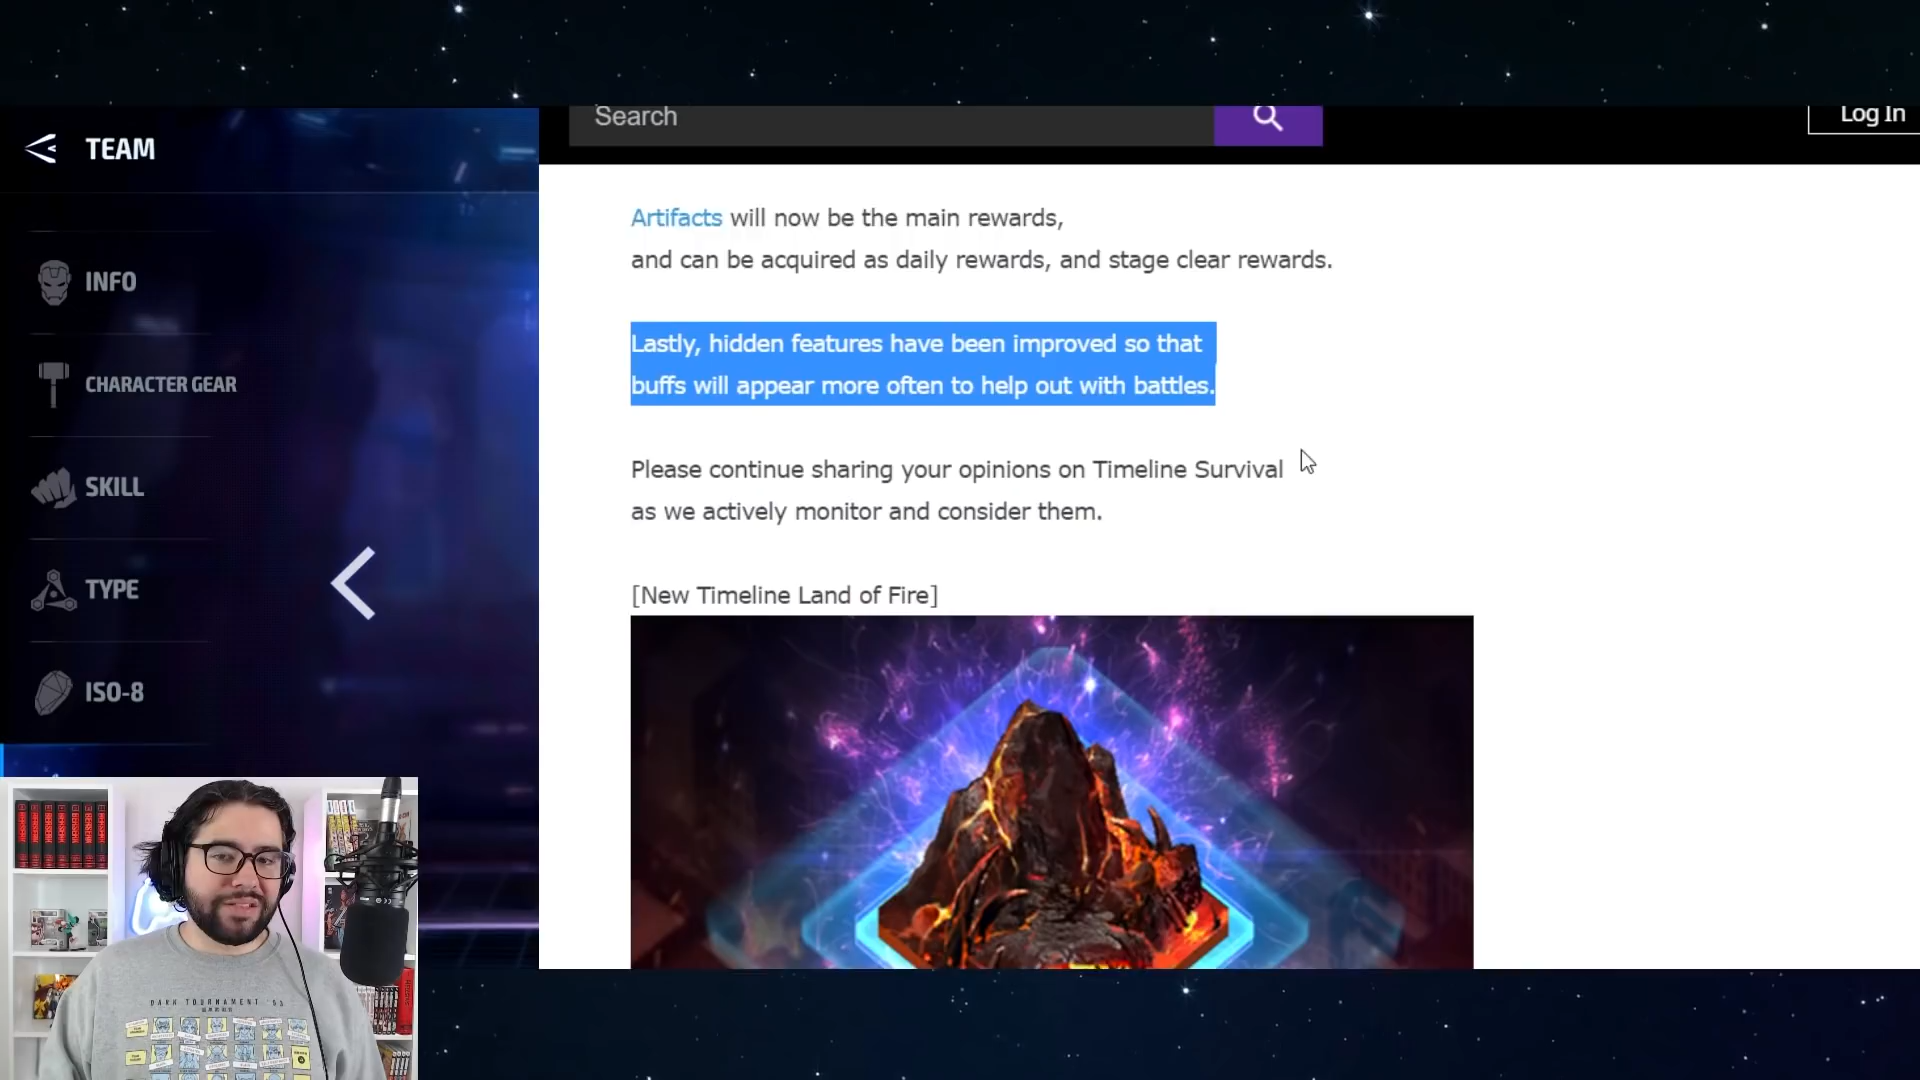 Search
Log In
TEAM
INFO
CHARACTER GEAR
SKILL
TYPE
ISO-8
Artifacts will now be the main rewards,
and can be acquired as daily rewards, and stage clear rewards.
Lastly, hidden features have been improved so that
buffs will appear more often to help out with battles.
Please continue sharing your opinions on Timeline Survival
as we actively monitor and consider them.
[New Timeline Land of Fire]
DARK TOURNAMENT '93